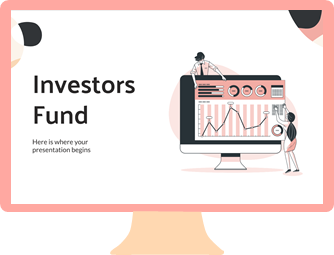 Investors
Fund
Here is where your
presentation begins